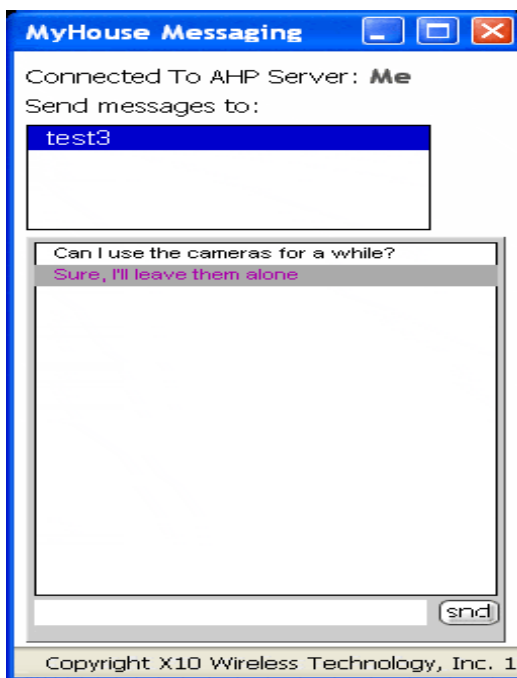 MyHouse Messaging
Connected To AHP Server: Me
Send messages to:
test3
Can I use the cameras for a while?
Sure, I'll leave them alone
snd
Copyright X10 Wireless Technology, Inc. 1